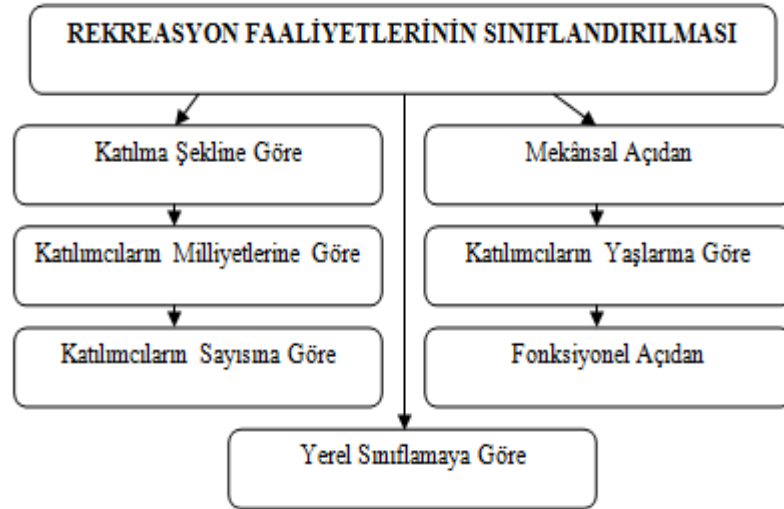 REKREASYON FAALİYETLERİNİN SINIFLANDIRILMASI
Katılma Şekline Göre
Mekânsal Açıdan
Katılımcıların Milliyetlerine Göre
Katılımcıların Yaşlarına Göre
Katılımcıların Sayısına Göre
Fonksiyonel Açıdan
Yerel Sınıflamaya Göre